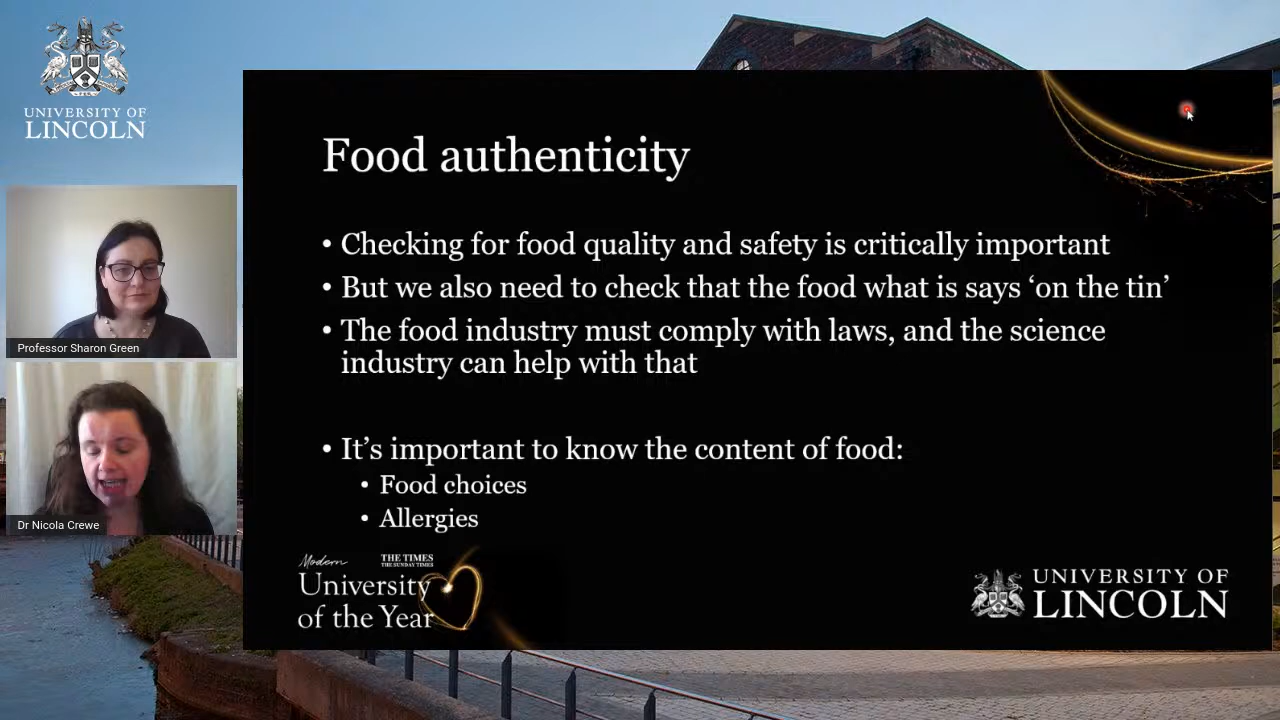 UNIVERSITY OF
LINCOLN
Professor Sharon Green
Dr Nicola Crewe
Food authenticity
• Checking for food quality and safety is critically important
• But we also need to check that the food what is says ‘on the tin’
• The food industry must comply with laws, and the science
industry can help with that
• It’s important to know the content of food:
• Food choices
• Allergies
Modern
THE TIMES
THE SUNDAY TIMES
University
of the Year
UNIVERSITY OF
LINCOLN